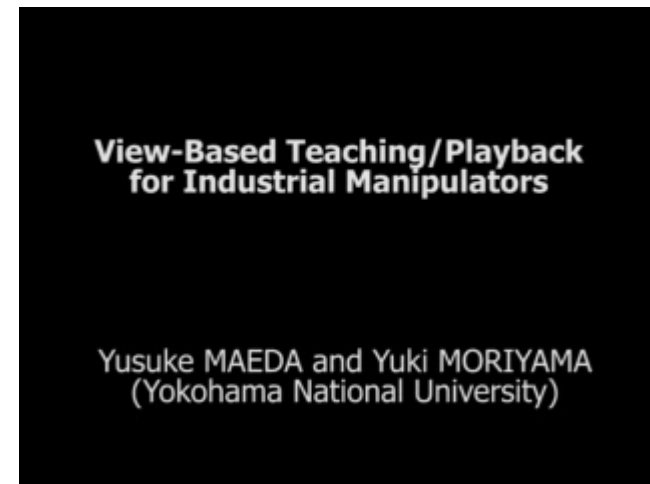 View-Based Teaching/Playback
for Industrial Manipulators
Yusuke MAEDA and Yuki MORIYAMA
(Yokohama National University)